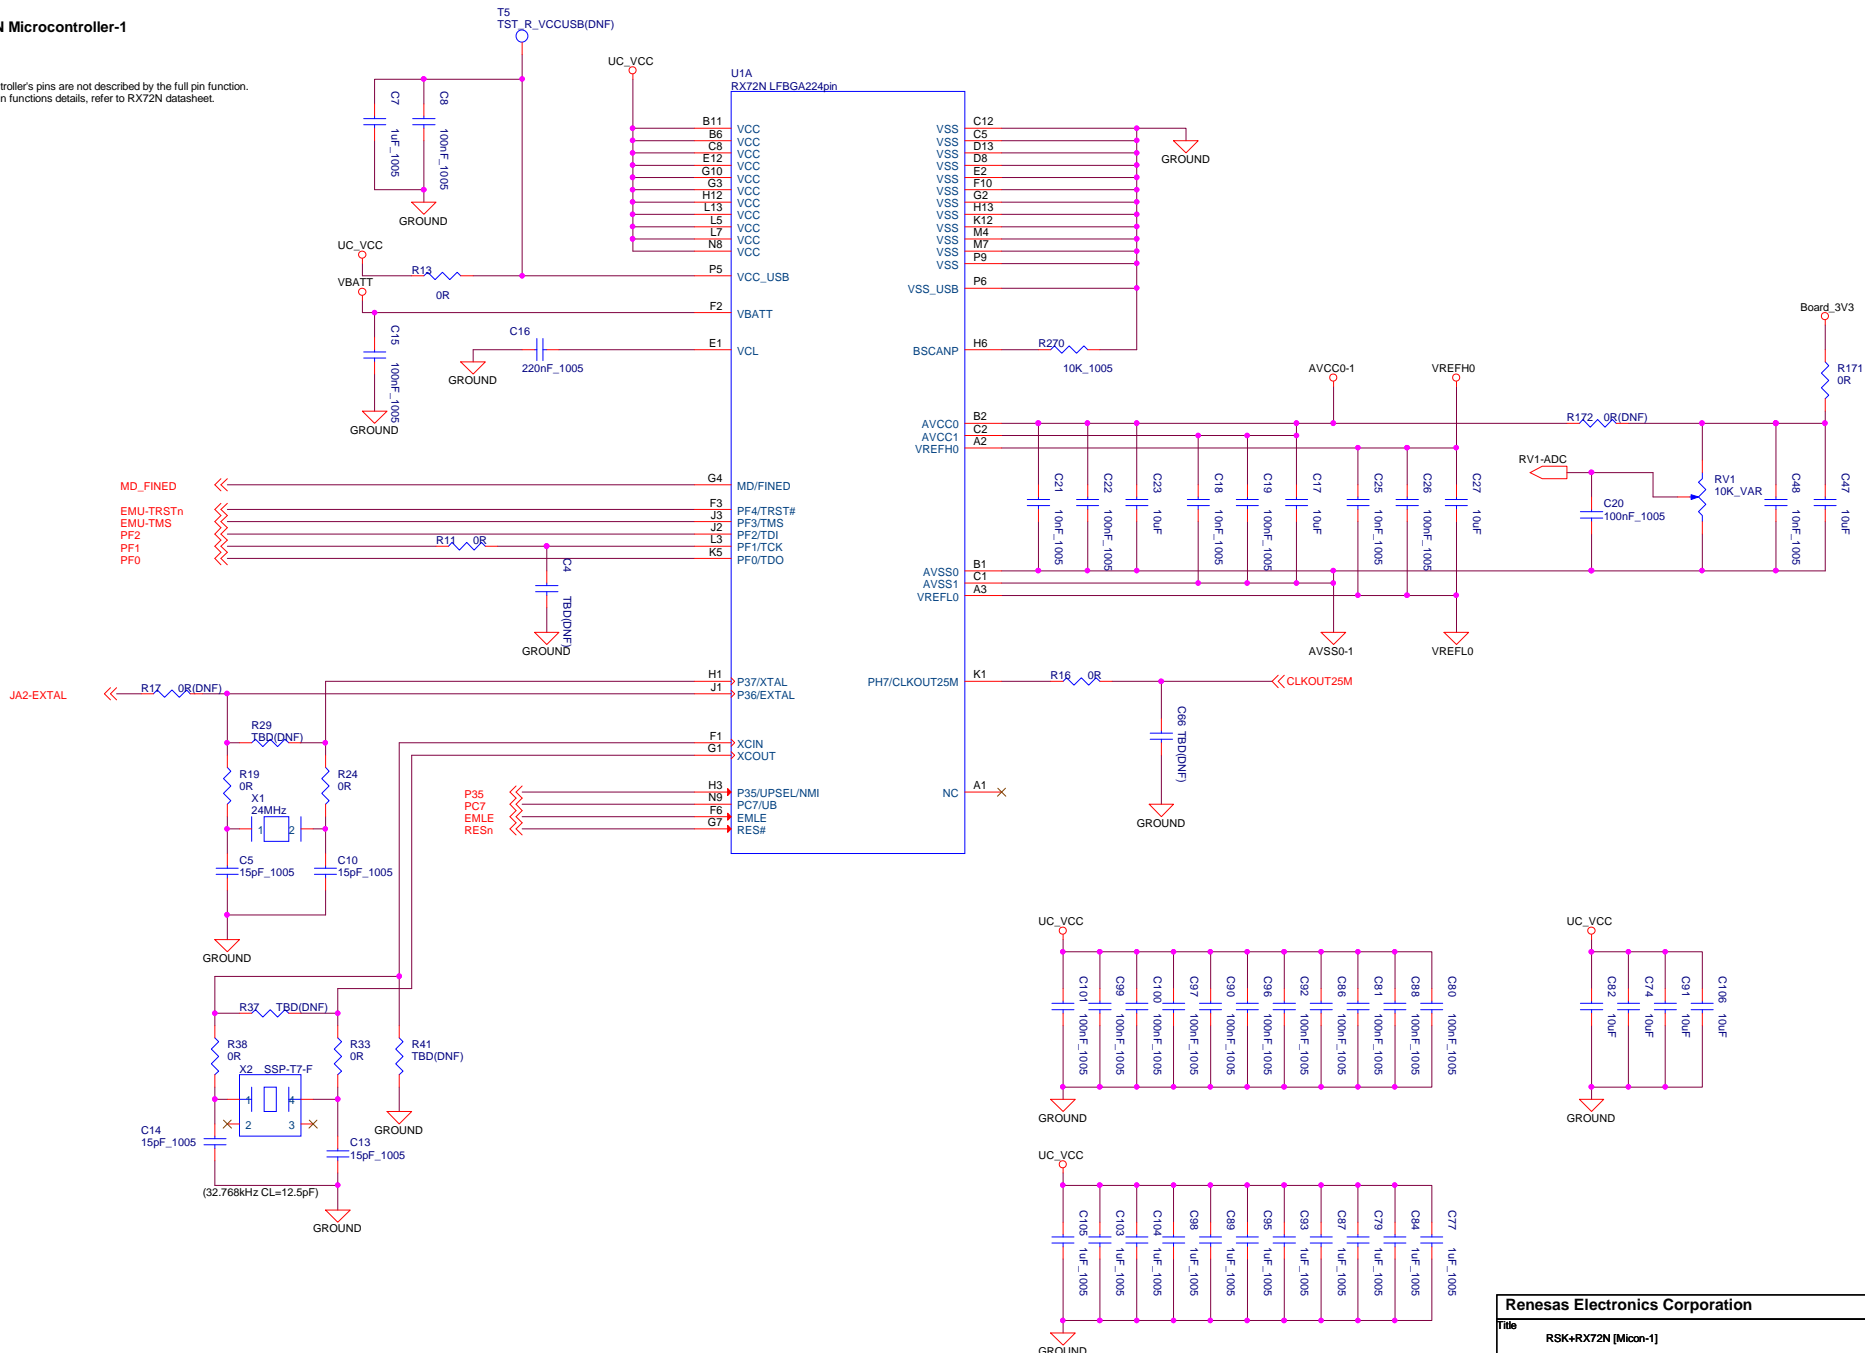 N Microcontroller-1
troller's pins are not described by the full pin function.
n functions details, refer to RX72N datasheet.
T5
TST_R_VCCUSB(DNF)
C7
1uF_1005
C8
100nF_1005
GROUND
UC_VCC
UC_VCC
R13
0R
VBATT
C15
100nF_1005
GROUND
C16
220nF_1005
GROUND
U1A
RX72N LFBGA224pin
B11 VCC
B6 VCC
C8 VCC
E12 VCC
G10 VCC
G3 VCC
H12 VCC
L13 VCC
L5 VCC
L7 VCC
N8 VCC
P5 VCC_USB
F2 VBATT
E1 VCL
G4 MD/FINED
F3 PF4/TRST#
J3 PF3/TMS
J2 PF2/TDI
L3 PF1/TCK
K5 PF0/TDO
H1 P37/XTAL
J1 P36/EXTAL
F1 XCIN
G1 XCOUT
H3 P35/UPSEL/NMI
N9 PC7/UB
F6 EMLE
G7 RES#
VSS C12
VSS C5
VSS D13
VSS D8
VSS E2
VSS F10
VSS G2
VSS H13
VSS K12
VSS M4
VSS M7
VSS P9
VSS_USB P6
BSCANP H6
AVCC0 B2
AVCC1 C2
VREFH0 A2
AVSS0 B1
AVSS1 C1
VREFL0 A3
PH7/CLKOUT25M K1
NC A1
GROUND
R270
10K_1005
AVCC0-1
VREFH0
Board_3V3
R171
0R
R172 0R(DNF)
RV1-ADC
RV1
10K_VAR
C20
100nF_1005
C21 10nF_1005
C22 100nF_1005
C23 10uF
C18 10nF_1005
C19 100nF_1005
C17 10uF
C25 10nF_1005
C26 100nF_1005
C27 10uF
C48 10nF_1005
C47 10uF
AVSS0-1
VREFL0
MD_FINED
EMU-TRSTn
EMU-TMS
PF2
PF1
PF0
R11 0R
C4
TBD(DNF)
GROUND
JA2-EXTAL
R17 0R(DNF)
R29
TBD(DNF)
R19
0R
R24
0R
X1
24MHz
1 2
C5
15pF_1005
C10
15pF_1005
GROUND
P35
PC7
EMLE
RESn
R16 0R
CLKOUT25M
C66 TBD(DNF)
GROUND
R37 TBD(DNF)
R38
0R
R33
0R
R41
TBD(DNF)
X2 SSP-T7-F
1 4
2 3
GROUND
C14
15pF_1005
C13
15pF_1005
(32.768kHz CL=12.5pF)
GROUND
UC_VCC
C101 100nF_1005
C99 100nF_1005
C100 100nF_1005
C97 100nF_1005
C90 100nF_1005
C96 100nF_1005
C92 100nF_1005
C86 100nF_1005
C81 100nF_1005
C88 100nF_1005
C80 100nF_1005
GROUND
UC_VCC
C82 10uF
C74 10uF
C91 10uF
C106 10uF
GROUND
UC_VCC
C105 1uF_1005
C103 1uF_1005
C104 1uF_1005
C98 1uF_1005
C89 1uF_1005
C95 1uF_1005
C93 1uF_1005
C87 1uF_1005
C79 1uF_1005
C84 1uF_1005
C77 1uF_1005
GROUND
Renesas Electronics Corporation
Title
RSK+RX72N [Micon-1]